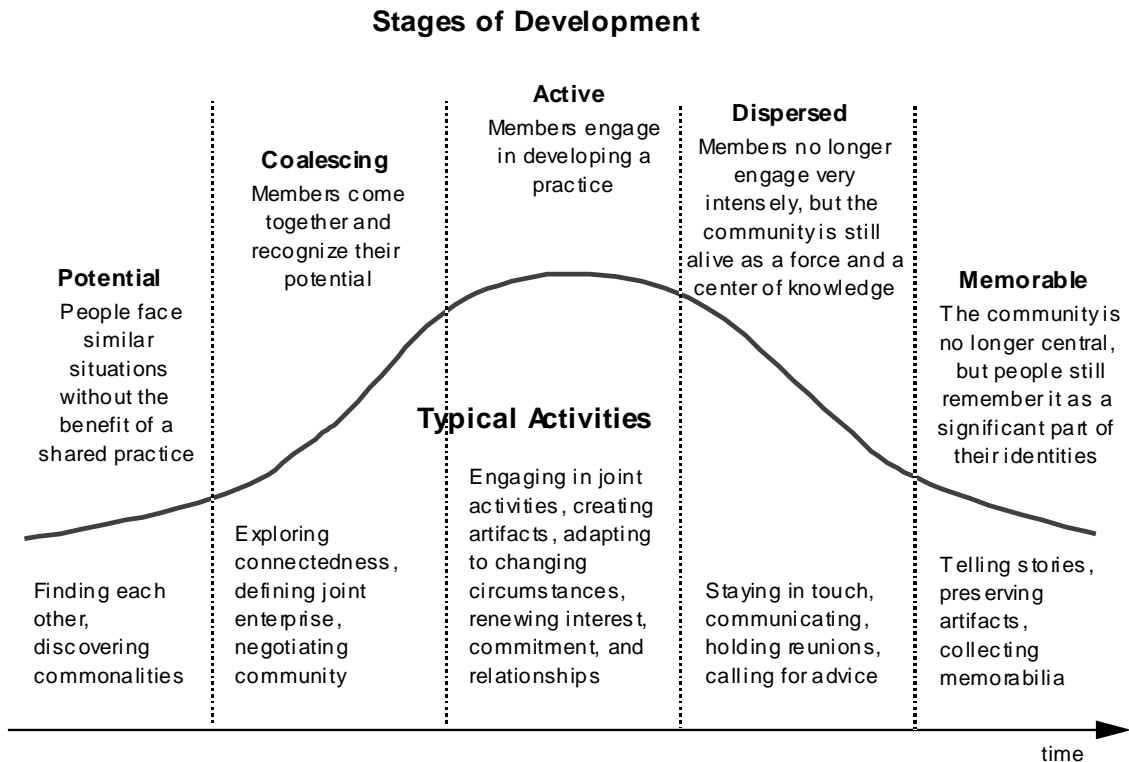 Stages of Development
Potential
People face
similar
situations
without the
benefit of a
shared practice
Coalescing
Members come
together and
recognize their
potential
Active
Members engage
in developing a
practice
Dispersed
Members no longer
engage very
intensely, but the
community is still
alive as a force and a
center of knowledge
Memorable
The community is
no longer central,
but people still
remember it as a
significant part of
their identities
Typical Activities
Finding each
other,
discovering
commonalities
Exploring
connectedness,
defining joint
enterprise,
negotiating
community
Engaging in joint
activities, creating
artifacts, adapting
to changing
circumstances,
renewing interest,
commitment, and
relationships
Staying in touch,
communicating,
holding reunions,
calling for advice
Telling stories,
preserving
artifacts,
collecting
memorabilia
time